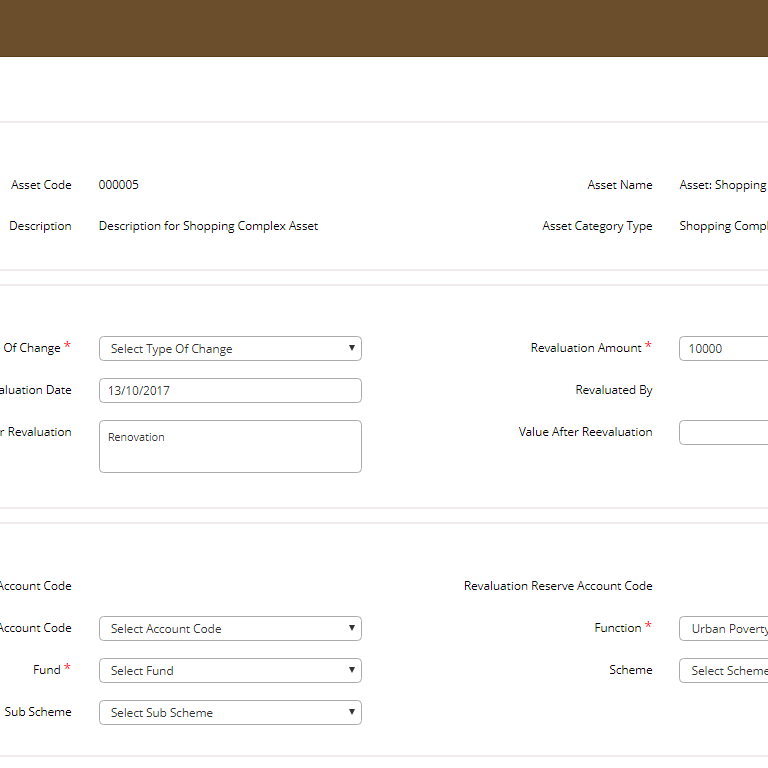 Asset Code 000005 Asset Name Asset: Shopping
Description Description for Shopping Complex Asset Asset Category Type Shopping Compl
Of Change * Select Type Of Change Revaluation Amount * 10000
aluation Date 13/10/2017 Revaluated By
r Revaluation Renovation Value After Reevaluation
Account Code Revaluation Reserve Account Code
Account Code Select Account Code Function * Urban Poverty
Fund * Select Fund Scheme Select Scheme
Sub Scheme Select Sub Scheme